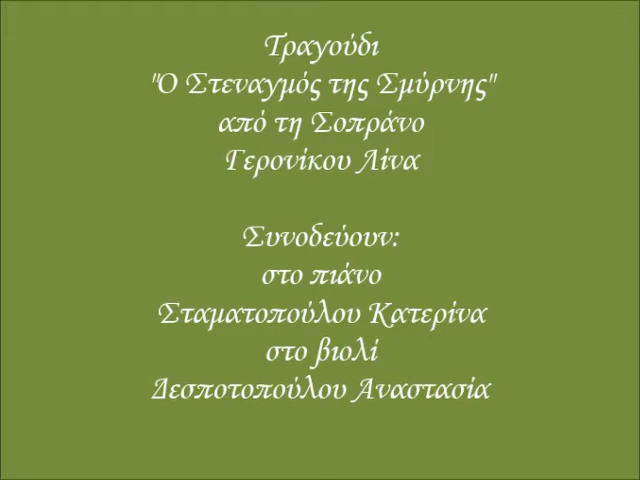 Τραγούδι
"Ο Στεναγμός της Σμύρνης"
από τη Σοπράνο
Γερονίκου Λίνα
Συνοδεύουν:
στο πιάνο
Σταματοπούλου Κατερίνα
στο βιολί
Δεσποτοπούλου Αναστασία